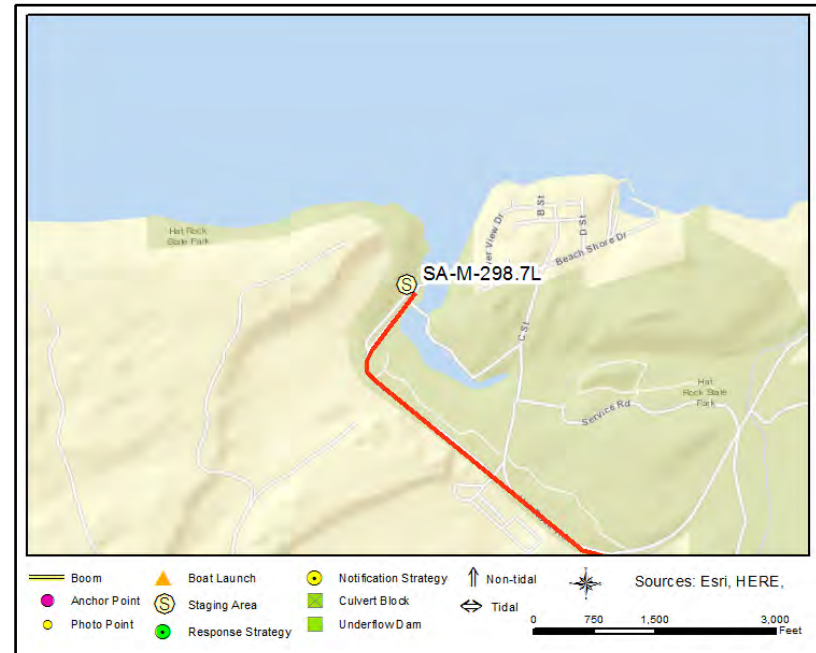 Hat Rock
State Park
B St
D St
er View Dr
Beach Shore Dr
SA-M-298.7L
C St
Hat
Rock State
Park
Service Rd
Boom
Boat Launch
Notification Strategy
Non-tidal
Sources: Esri, HERE,
Anchor Point
S Staging Area
Culvert Block
Tidal
Photo Point
Response Strategy
Underflow Dam
0 750 1,500 3,000
Feet